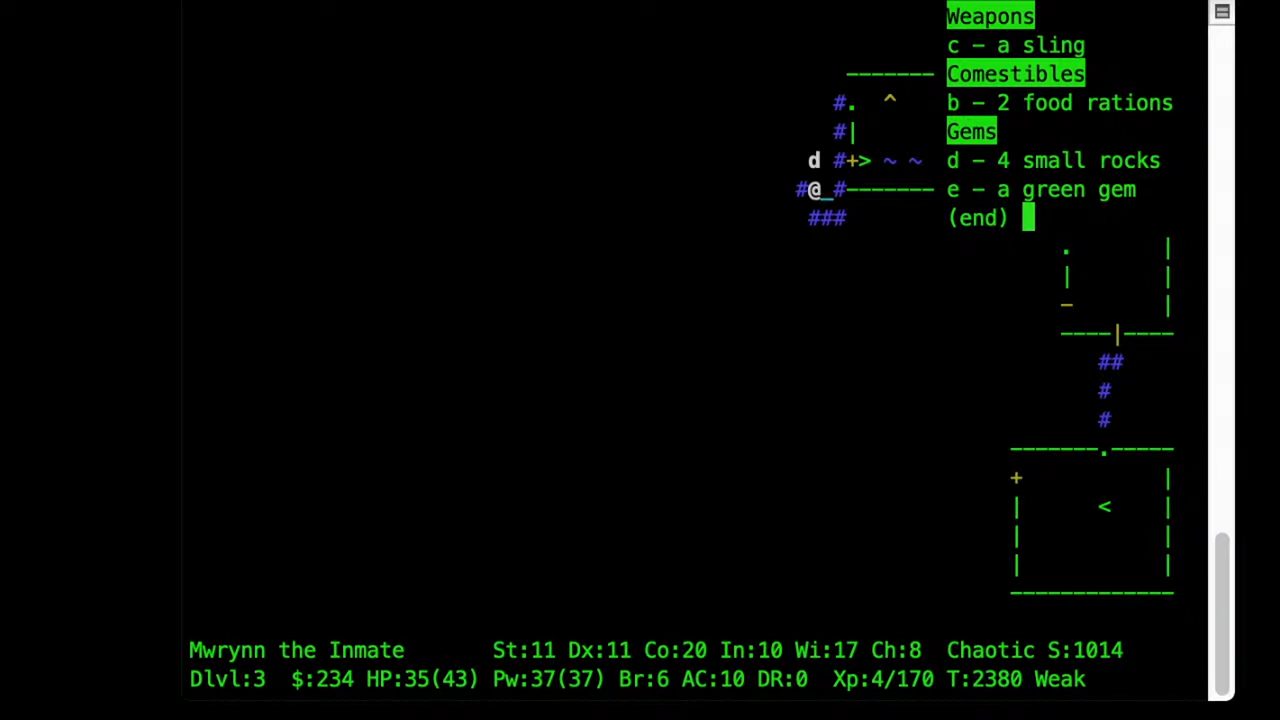 Weapons
c - a sling
------- Comestibles
#. ^ b - 2 food rations
#| Gems
d #+>~ ~ d - 4 small rocks
#@_#------- e - a green gem
### (end)
. |
| |
- |
----|----
##
#
#
-------.-----
+ |
| < |
| |
| |
-------------
Mwrynn the Inmate St:11 Dx:11 Co:20 In:10 Wi:17 Ch:8 Chaotic S:1014
Dlvl:3 $:234 HP:35(43) Pw:37(37) Br:6 AC:10 DR:0 Xp:4/170 T:2380 Weak